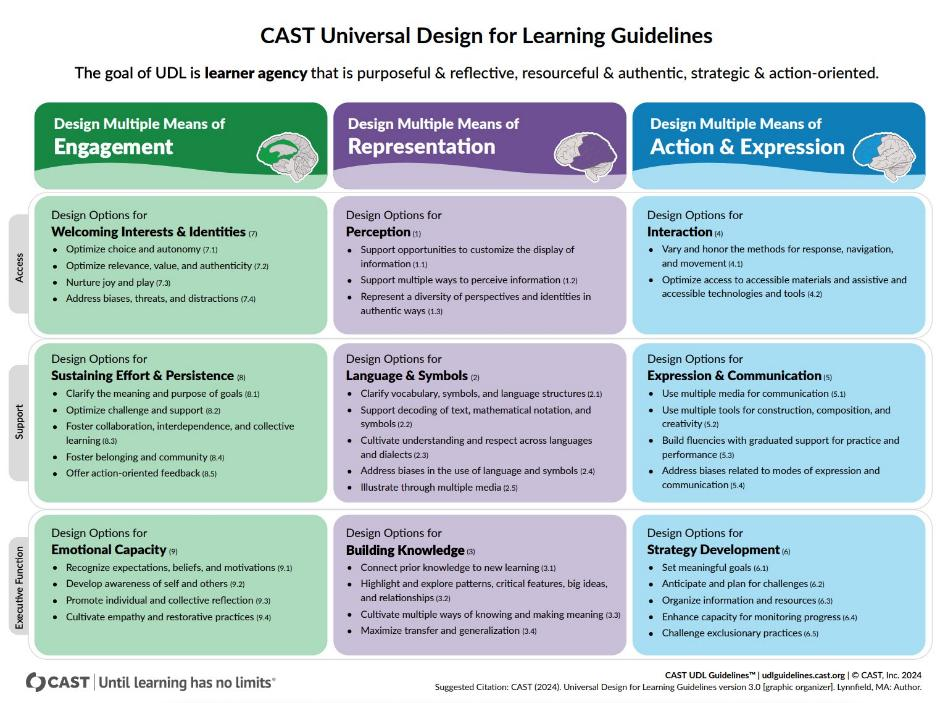 CAST Universal Design for Learning Guidelines
The goal of UDL is learner agency that is purposeful & reflective, resourceful & authentic, strategic & action-oriented.
Design Multiple Means of
Engagement
Design Multiple Means of
Representation
Design Multiple Means of
Action & Expression
Access
Design Options for
Welcoming Interests & Identities (7)
• Optimize choice and autonomy (7.1)
• Optimize relevance, value, and authenticity (7.2)
• Nurture joy and play (7.3)
• Address biases, threats, and distractions (7.4)
Design Options for
Perception (1)
• Support opportunities to customize the display of
information (1.1)
• Support multiple ways to perceive information (1.2)
• Represent a diversity of perspectives and identities in
authentic ways (1.3)
Design Options for
Interaction (4)
• Vary and honor the methods for response, navigation,
and movement (4.1)
• Optimize access to accessible materials and assistive and
accessible technologies and tools (4.2)
Support
Design Options for
Sustaining Effort & Persistence (8)
• Clarify the meaning and purpose of goals (8.1)
• Optimize challenge and support (8.2)
• Foster collaboration, interdependence, and collective
learning (8.3)
• Foster belonging and community (8.4)
• Offer action-oriented feedback (8.5)
Design Options for
Language & Symbols (2)
• Clarify vocabulary, symbols, and language structures (2.1)
• Support decoding of text, mathematical notation, and
symbols (2.2)
• Cultivate understanding and respect across languages
and dialects (2.3)
• Address biases in the use of language and symbols (2.4)
• Illustrate through multiple media (2.5)
Design Options for
Expression & Communication (5)
• Use multiple media for communication (5.1)
• Use multiple tools for construction, composition, and
creativity (5.2)
• Build fluencies with graduated support for practice and
performance (5.3)
• Address biases related to modes of expression and
communication (5.4)
Executive Function
Design Options for
Emotional Capacity (9)
• Recognize expectations, beliefs, and motivations (9.1)
• Develop awareness of self and others (9.2)
• Promote individual and collective reflection (9.3)
• Cultivate empathy and restorative practices (9.4)
Design Options for
Building Knowledge (3)
• Connect prior knowledge to new learning (3.1)
• Highlight and explore patterns, critical features, big ideas,
and relationships (3.2)
• Cultivate multiple ways of knowing and making meaning (3.3)
• Maximize transfer and generalization (3.4)
Design Options for
Strategy Development (6)
• Set meaningful goals (6.1)
• Anticipate and plan for challenges (6.2)
• Organize information and resources (6.3)
• Enhance capacity for monitoring progress (6.4)
• Challenge exclusionary practices (6.5)
CAST | Until learning has no limits®
CAST UDL Guidelines™ | udlguidelines.cast.org | © CAST, Inc. 2024
Suggested Citation: CAST (2024). Universal Design for Learning Guidelines version 3.0 [graphic organizer]. Lynnfield, MA: Author.